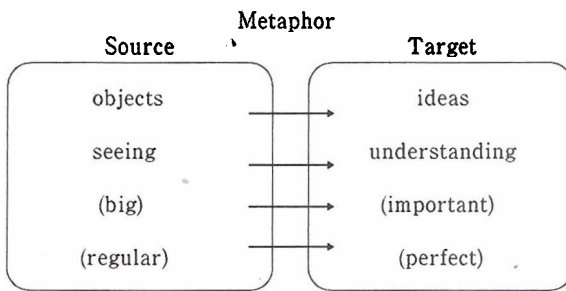 Metaphor
Source Target
objects ideas
seeing understanding
(big) (important)
(regular) (perfect)